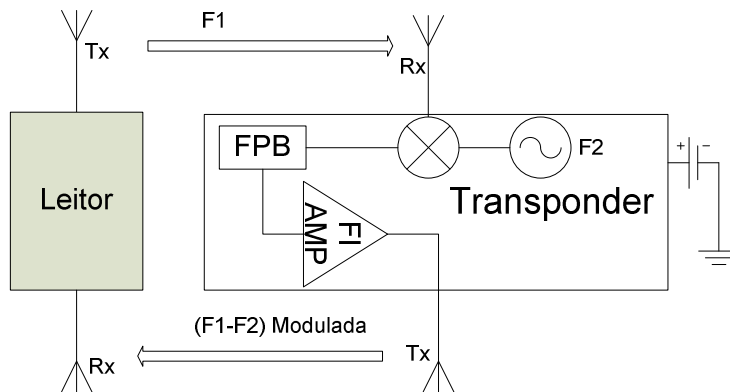 F1
Tx
Rx
FPB
F2
+
−
Leitor
Transponder
FI
AMP
(F1-F2) Modulada
Rx
Tx